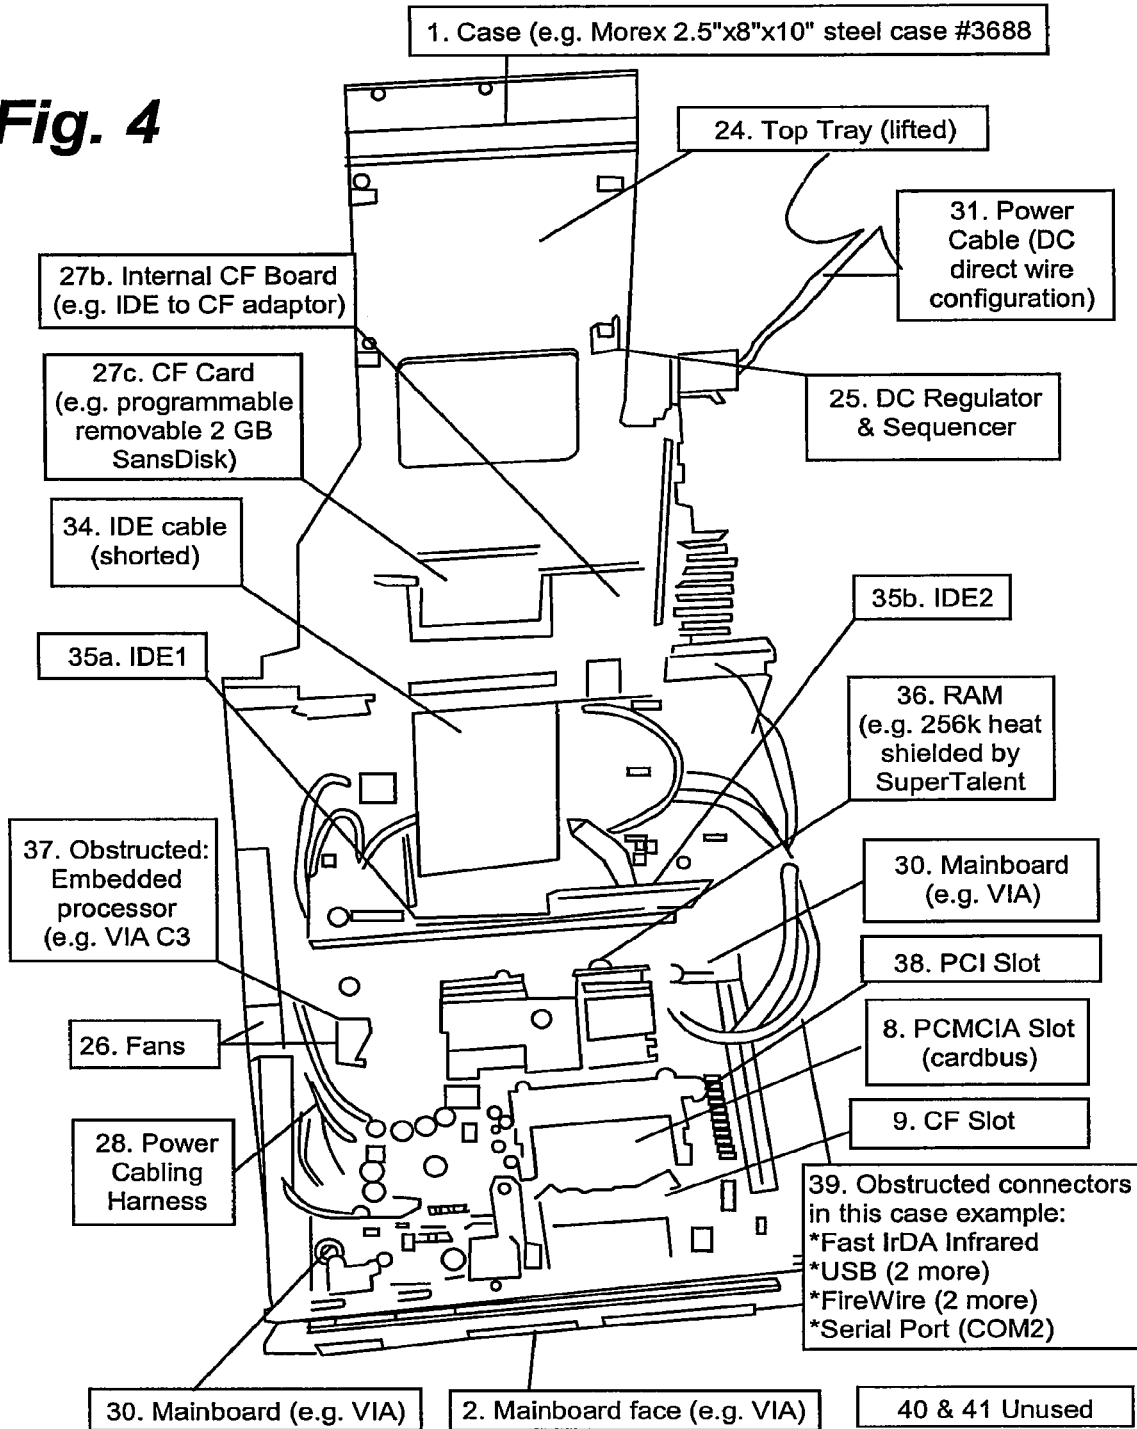 1. Case (e.g. Morex 2.5"x8"x10" steel case #3688
Fig. 4
24. Top Tray (lifted)
31. Power
Cable (DC
direct wire
configuration)
27b. Internal CF Board
(e.g. IDE to CF adaptor)
27c. CF Card
(e.g. programmable
removable 2 GB
SansDisk)
25. DC Regulator
& Sequencer
34. IDE cable
(shorted)
35b. IDE2
35a. IDE1
36. RAM
(e.g. 256k heat
shielded by
SuperTalent
37. Obstructed:
Embedded
processor
(e.g. VIA C3
30. Mainboard
(e.g. VIA)
38. PCI Slot
26. Fans
8. PCMCIA Slot
(cardbus)
9. CF Slot
28. Power
Cabling
Harness
39. Obstructed connectors
in this case example:
*Fast IrDA Infrared
*USB (2 more)
*FireWire (2 more)
*Serial Port (COM2)
30. Mainboard (e.g. VIA)
2. Mainboard face (e.g. VIA)
40 & 41 Unused